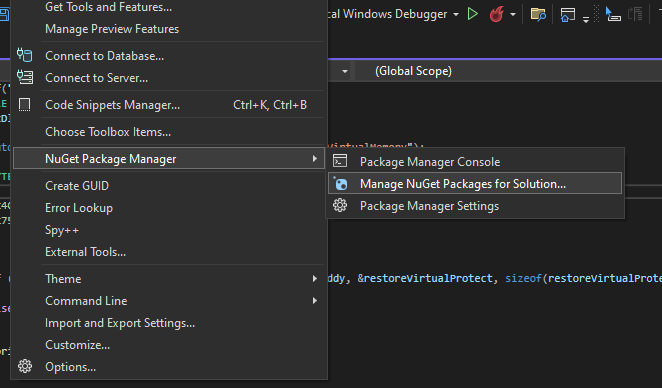 Get Tools and Features...
cal Windows Debugger
Manage Preview Features
Connect to Database...
(Global Scope)
Connect to Server...
Code Snippets Manager... Ctrl+K, Ctrl+B
Choose Toolbox Items...
VirtualMemory");
NuGet Package Manager
Package Manager Console
Create GUID
Manage NuGet Packages for Solution...
Error Lookup
Package Manager Settings
Spy++
External Tools...
Theme
ddy, &restoreVirtualProtect, sizeof(restoreVirtualProte
Command Line
Import and Export Settings...
Customize...
Options...